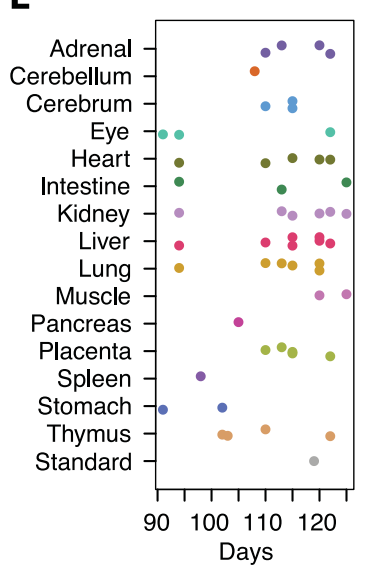 Adrenal
Cerebellum
Cerebrum
Eye
Heart
Intestine
Kidney
Liver
Lung
Muscle
Pancreas
Placenta
Spleen
Stomach
Thymus
Standard
90 100 110 120
Days